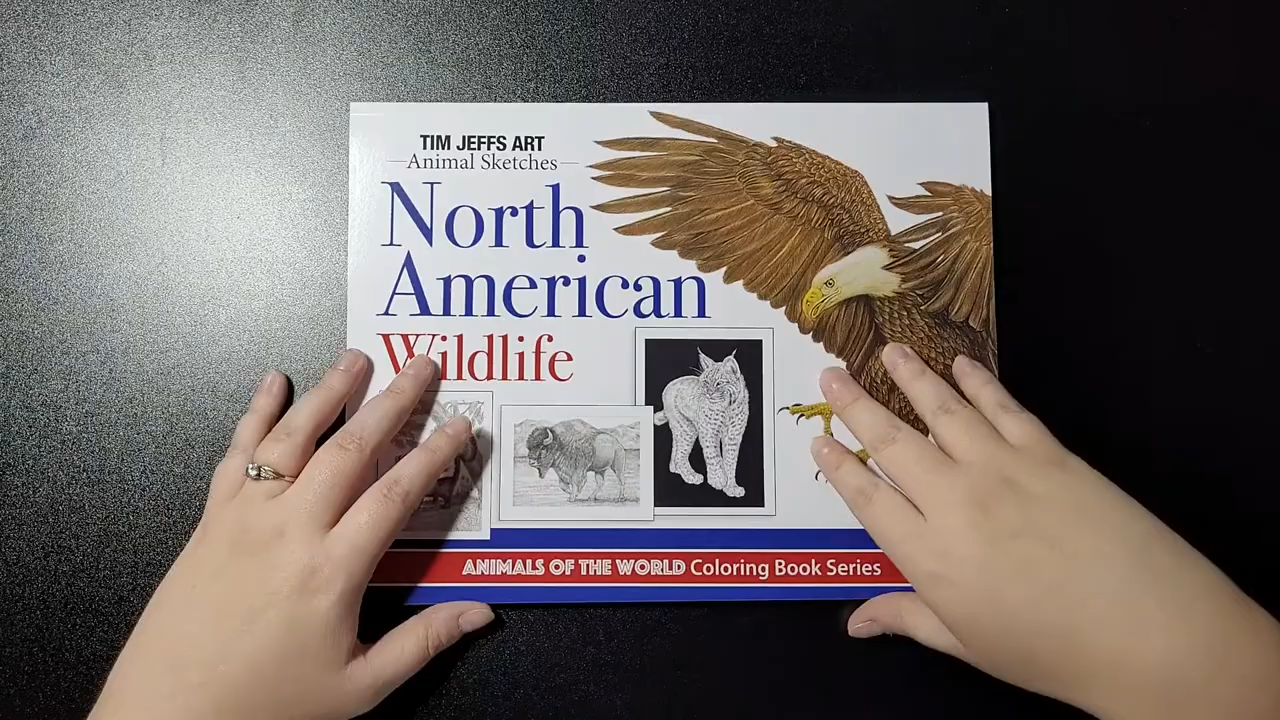 TIM JEFFS ART
Animal Sketches
North
American
Wildlife
ANIMALS OF THE WORLD Coloring Book Series